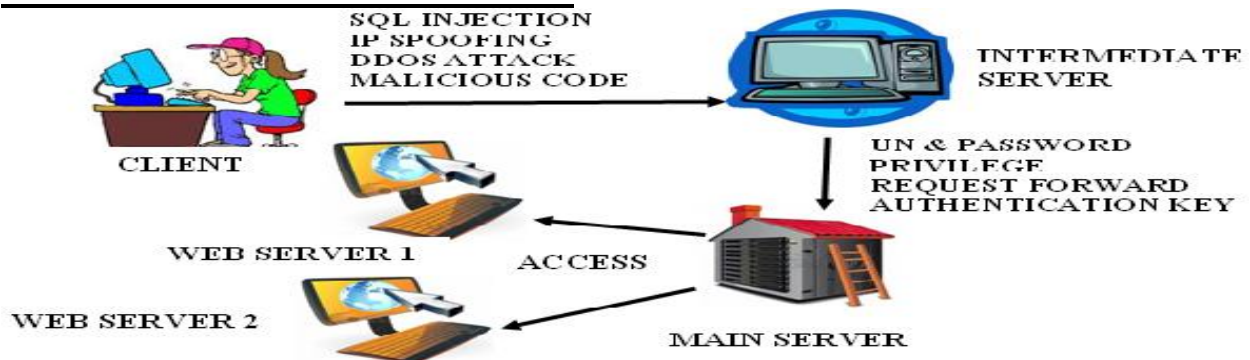 SQL INJECTION
IP SPOOFING
DDOS ATTACK
MALICIOUS CODE
INTERMEDIATE
SERVER
CLIENT
UN & PASSWORD
PRIVILEGE
REQUEST FORWARD
AUTHENTICATION KEY
WEB SERVER 1
ACCESS
WEB SERVER 2
MAIN SERVER